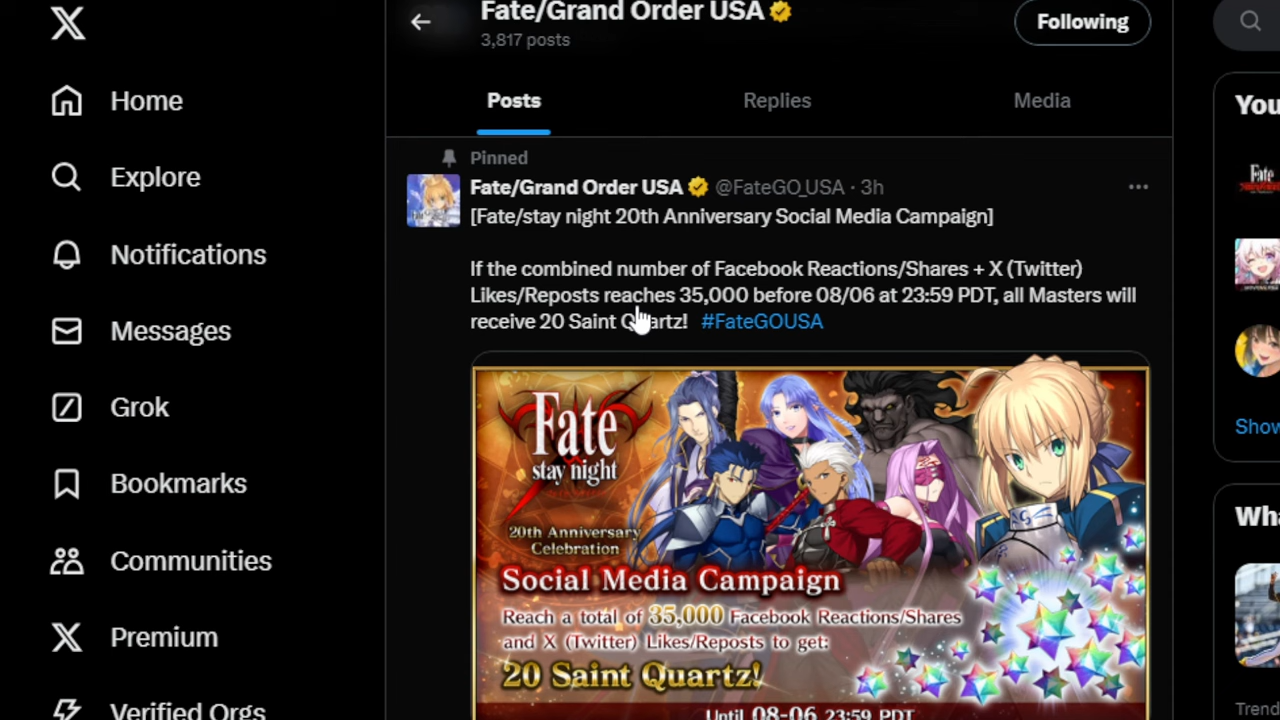 Fate/Grand Order USA
3,817 posts
Following
Home
Explore
Notifications
Messages
Grok
Bookmarks
Communities
Premium
Verified Orgs
Posts
Replies
Media
Pinned
Fate/Grand Order USA @FateGO_USA · 3h
[Fate/stay night 20th Anniversary Social Media Campaign]
If the combined number of Facebook Reactions/Shares + X (Twitter)
Likes/Reposts reaches 35,000 before 08/06 at 23:59 PDT, all Masters will
receive 20 Saint Quartz! #FateGOUSA
Fate
stay night
20th Anniversary
Celebration
Social Media Campaign
Reach a total of 35,000 Facebook Reactions/Shares
and X (Twitter) Likes/Reposts to get:
20 Saint Quartz!
Until 08-06 23:59 PDT
You
Fate
Show
Wh
Trend